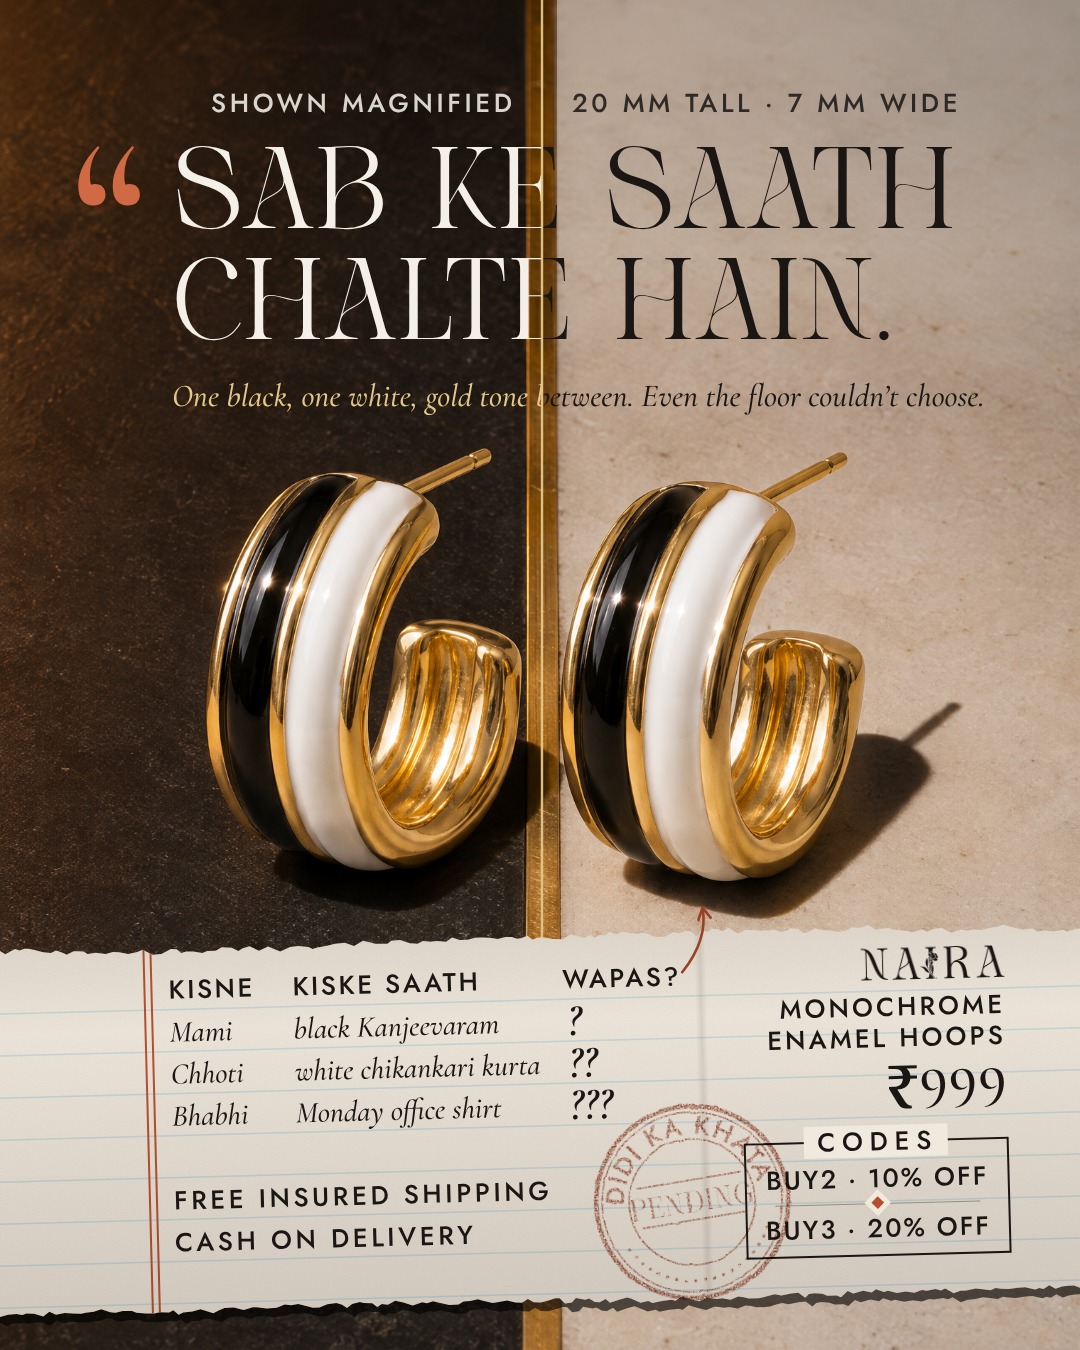 SHOWN MAGNIFIED
20 MM TALL · 7 MM WIDE
“SAB KE SAATH
CHALTE HAIN.
One black, one white, gold tone between. Even the floor couldn’t choose.
KISNE KISKE SAATH WAPAS?
Mami black Kanjeevaram ?
Chhoti white chikankari kurta ??
Bhabhi Monday office shirt ???
FREE INSURED SHIPPING
CASH ON DELIVERY
DIDI KA KHATA
PENDING
NAIRA
MONOCHROME
ENAMEL HOOPS
₹999
CODES
BUY2 · 10% OFF
BUY3 · 20% OFF